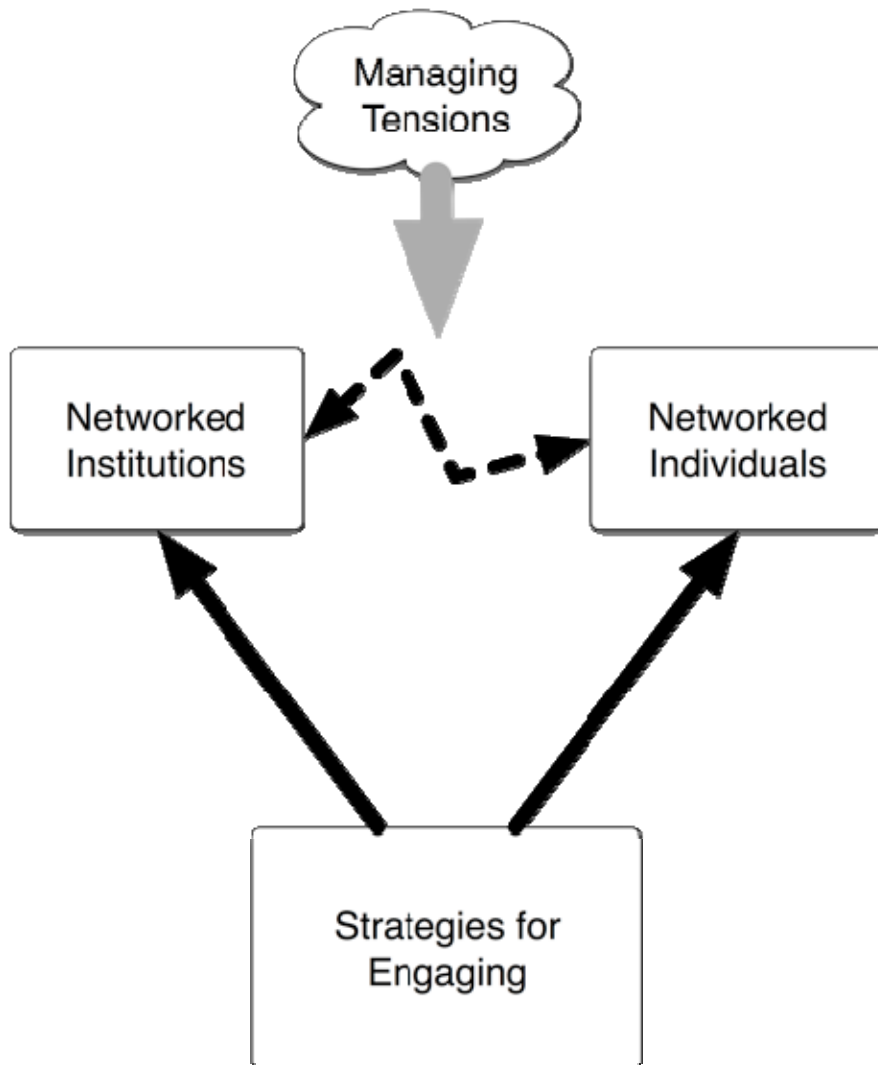 Managing
Tensions
Networked
Institutions
Networked
Individuals
Strategies for
Engaging